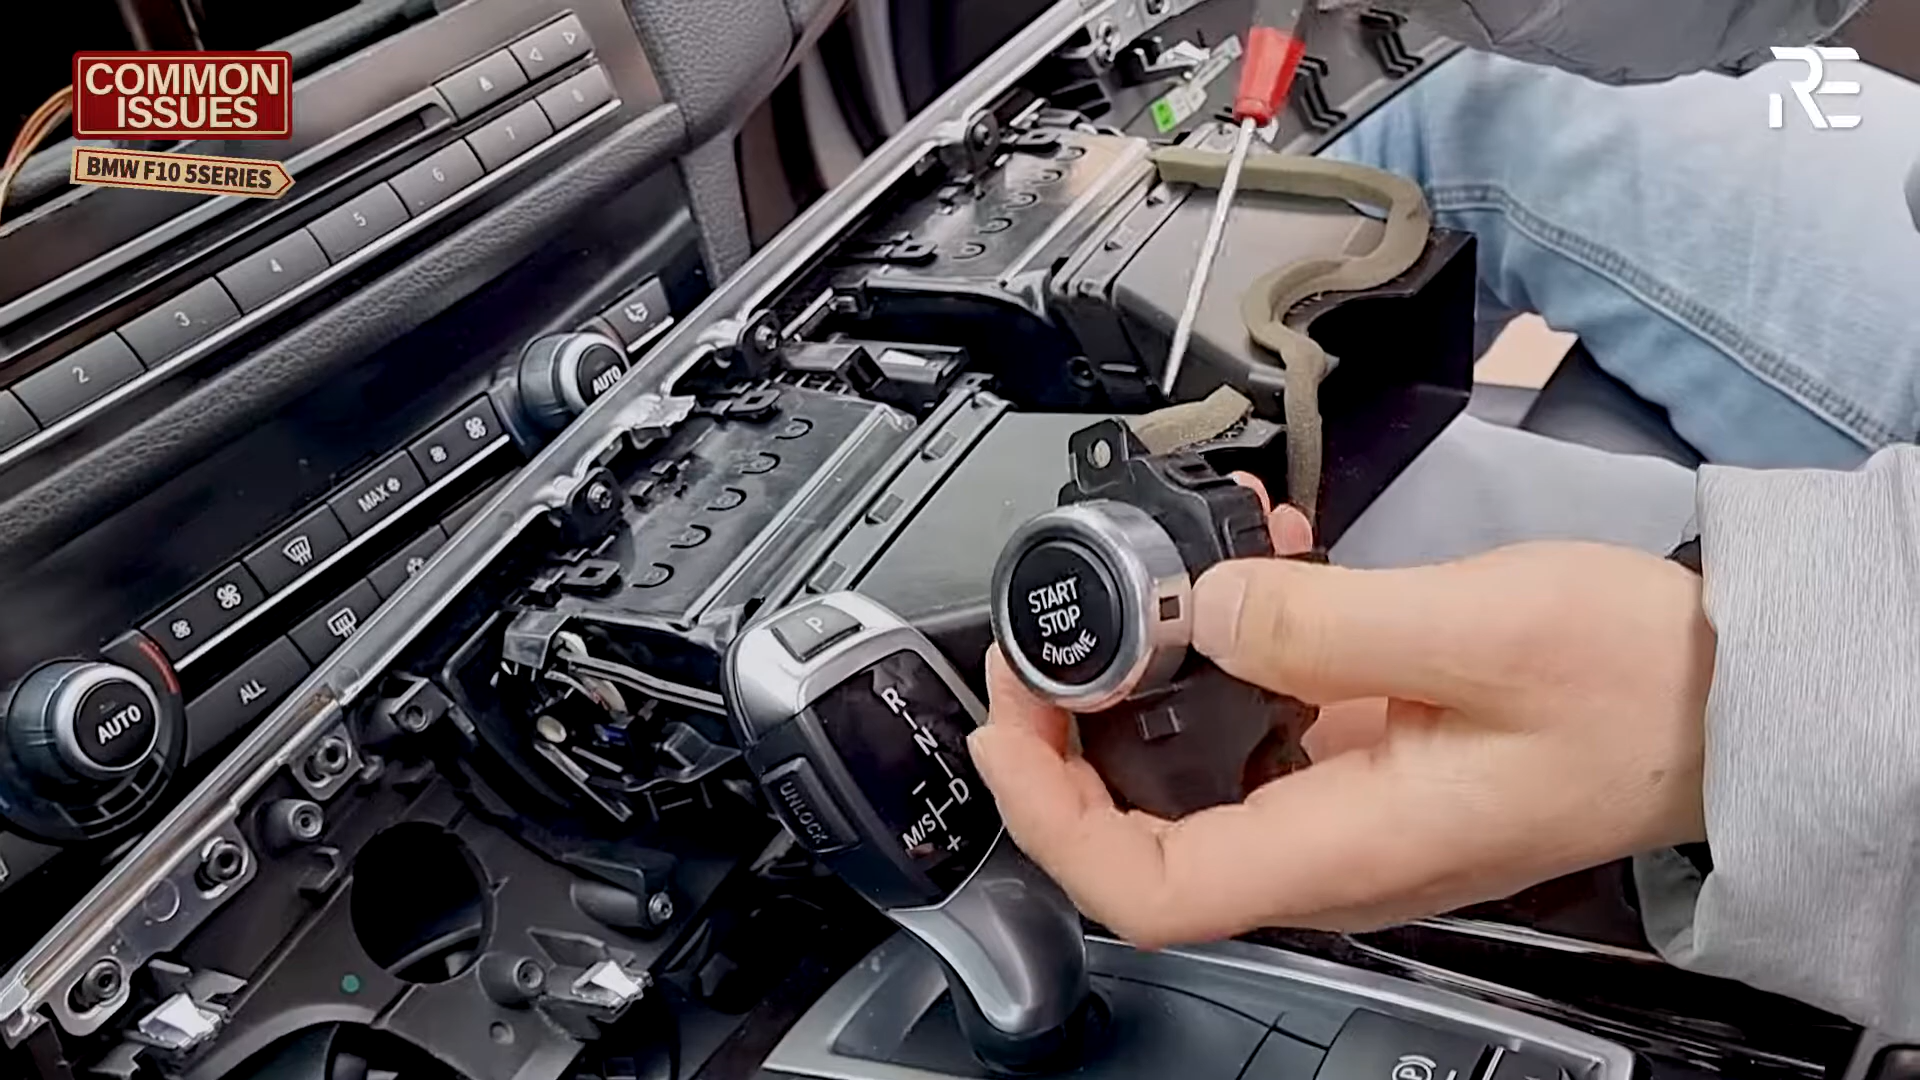 COMMON
ISSUES
BMW F10 5SERIES
RE
1
2
3
4
5
6
7
8
AUTO
MAX
AUTO
ALL
START
STOP
ENGINE
P
R
N
D
M/S
-
+
UNLOCK
(P)